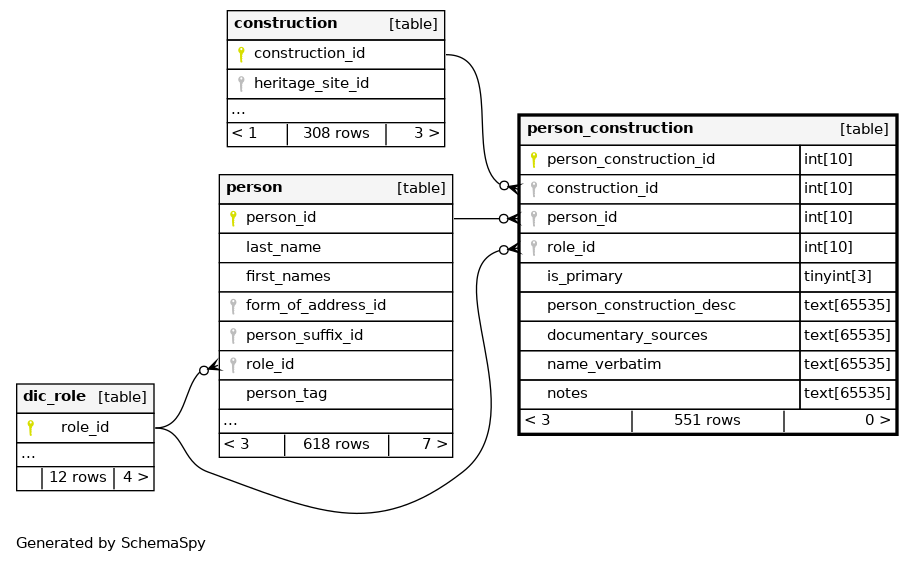 construction [table]
construction_id
heritage_site_id
...
< 1 308 rows 3 >
person_construction [table]
person_construction_id int[10]
construction_id int[10]
person_id int[10]
role_id int[10]
is_primary tinyint[3]
person_construction_desc text[65535]
documentary_sources text[65535]
name_verbatim text[65535]
notes text[65535]
< 3 551 rows 0 >
person [table]
person_id
last_name
first_names
form_of_address_id
person_suffix_id
role_id
person_tag
...
< 3 618 rows 7 >
dic_role [table]
role_id
...
12 rows 4 >
Generated by SchemaSpy